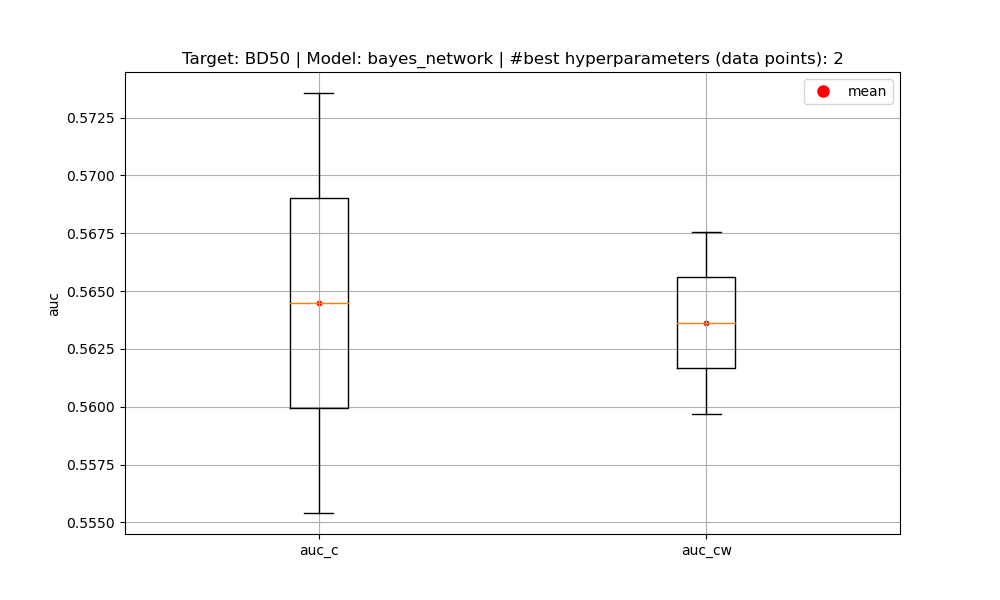 Target: BD50 | Model: bayes_network | #best hyperparameters (data points): 2
mean
0.5725
0.5700
0.5675
0.5650
0.5625
0.5600
0.5575
0.5550
auc
auc_c
auc_cw